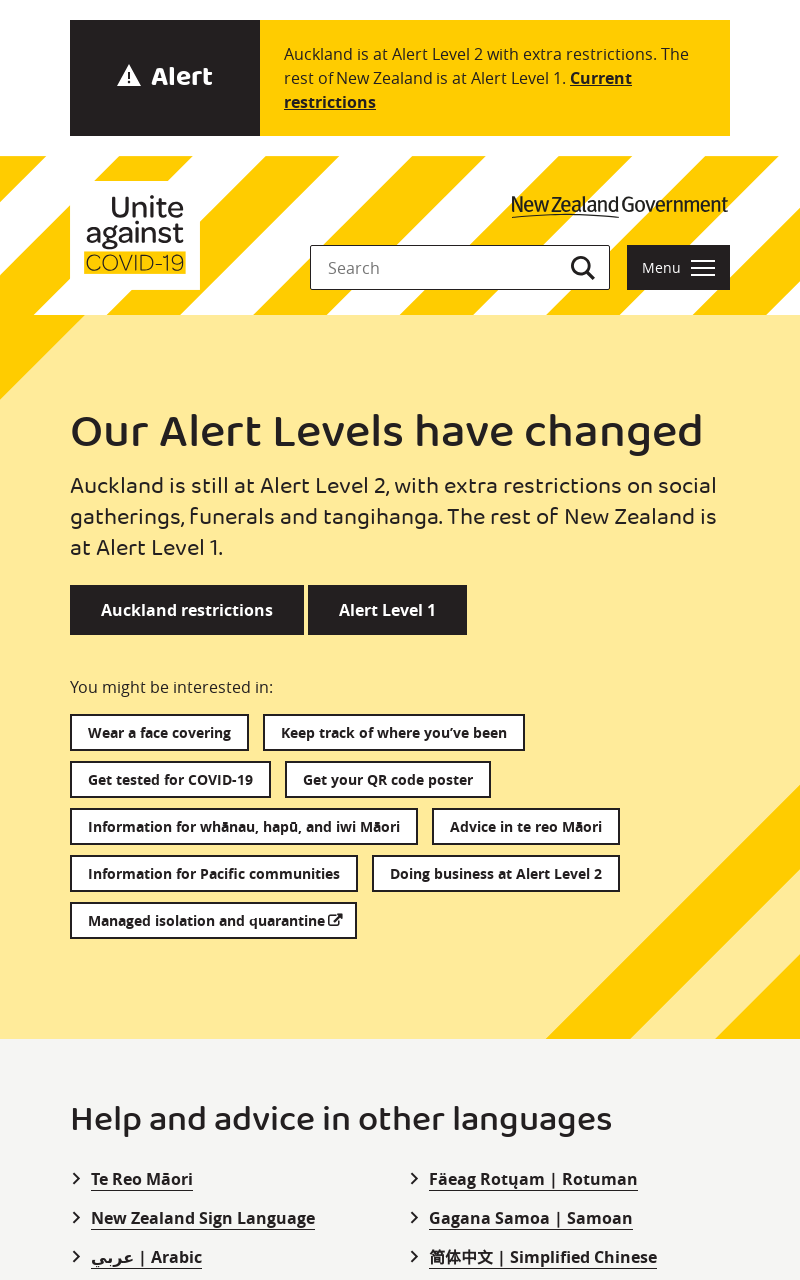 Alert
Auckland is at Alert Level 2 with extra restrictions. The
rest of New Zealand is at Alert Level 1. Current
restrictions
Unite
against
COVID-19
New Zealand Government
Search
Menu
Our Alert Levels have changed
Auckland is still at Alert Level 2, with extra restrictions on social
gatherings, funerals and tangihanga. The rest of New Zealand is
at Alert Level 1.
Auckland restrictions
Alert Level 1
You might be interested in:
Wear a face covering
Keep track of where you’ve been
Get tested for COVID-19
Get your QR code poster
Information for whānau, hapū, and iwi Māori
Advice in te reo Māori
Information for Pacific communities
Doing business at Alert Level 2
Managed isolation and quarantine
Help and advice in other languages
Te Reo Māori
Fäeag Rotųam | Rotuman
New Zealand Sign Language
Gagana Samoa | Samoan
عربي | Arabic
简体中文 | Simplified Chinese